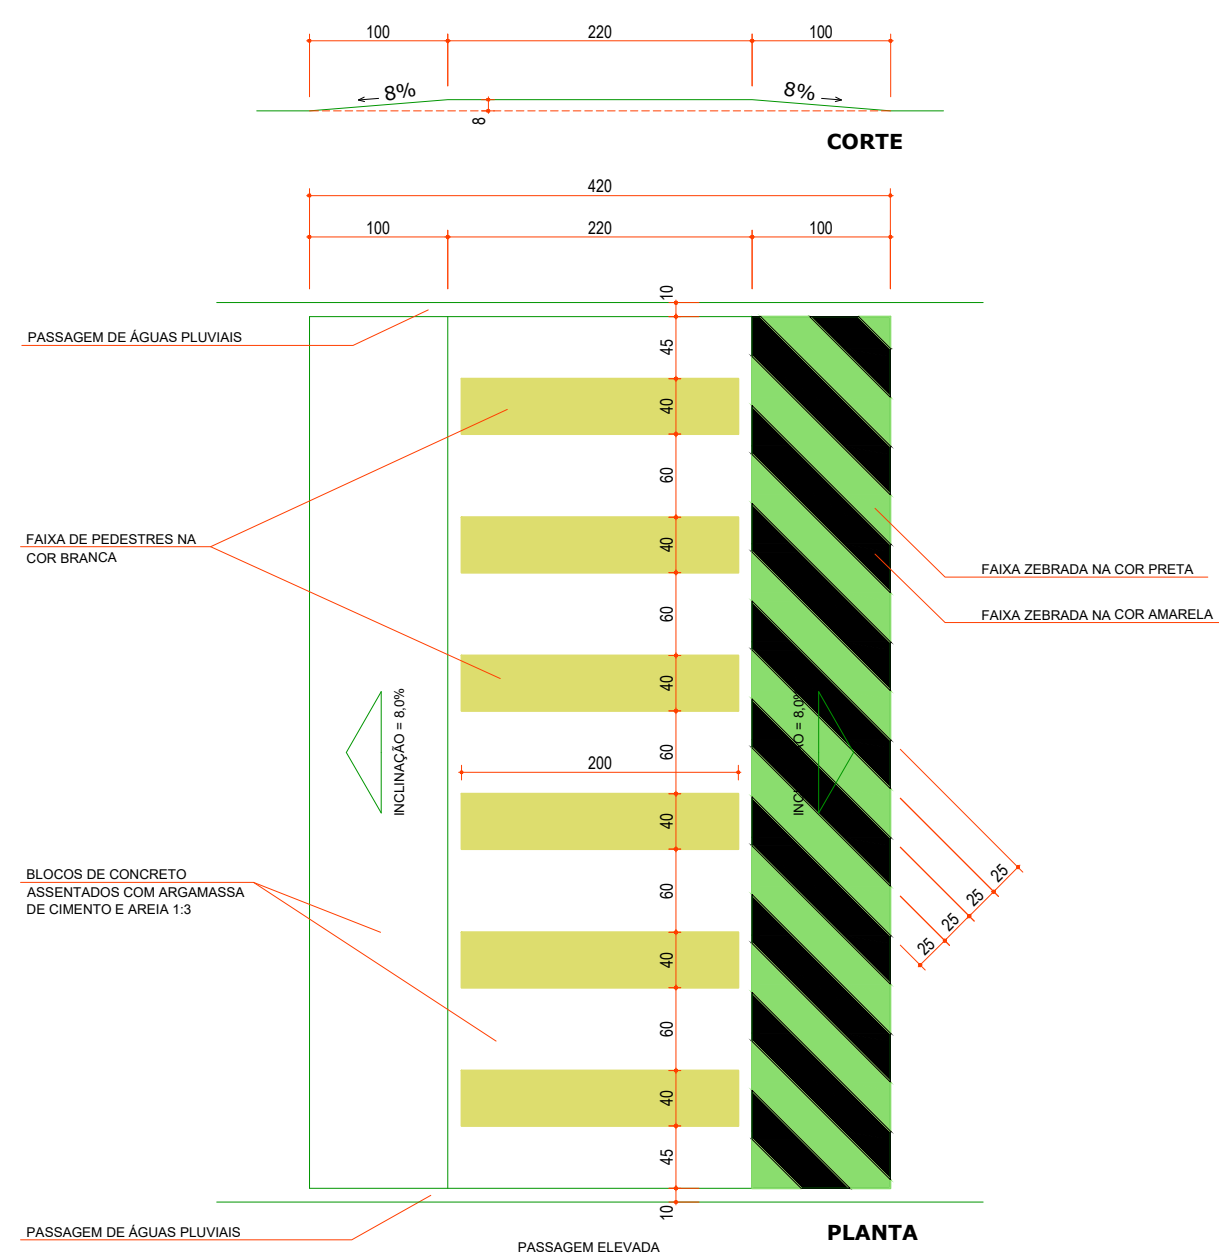 100
220
100
8%
8%
8
CORTE
420
100
220
100
10
PASSAGEM DE ÁGUAS PLUVIAIS
45
40
60
FAIXA DE PEDESTRES NA
COR BRANCA
40
FAIXA ZEBRADA NA COR PRETA
60
FAIXA ZEBRADA NA COR AMARELA
40
INCLINAÇÃO = 8,0%
60
200
40
BLOCOS DE CONCRETO
ASSENTADOS COM ARGAMASSA
DE CIMENTO E AREIA 1:3
60
25
25
25
25
40
60
40
45
10
PASSAGEM DE ÁGUAS PLUVIAIS
PLANTA
PASSAGEM ELEVADA